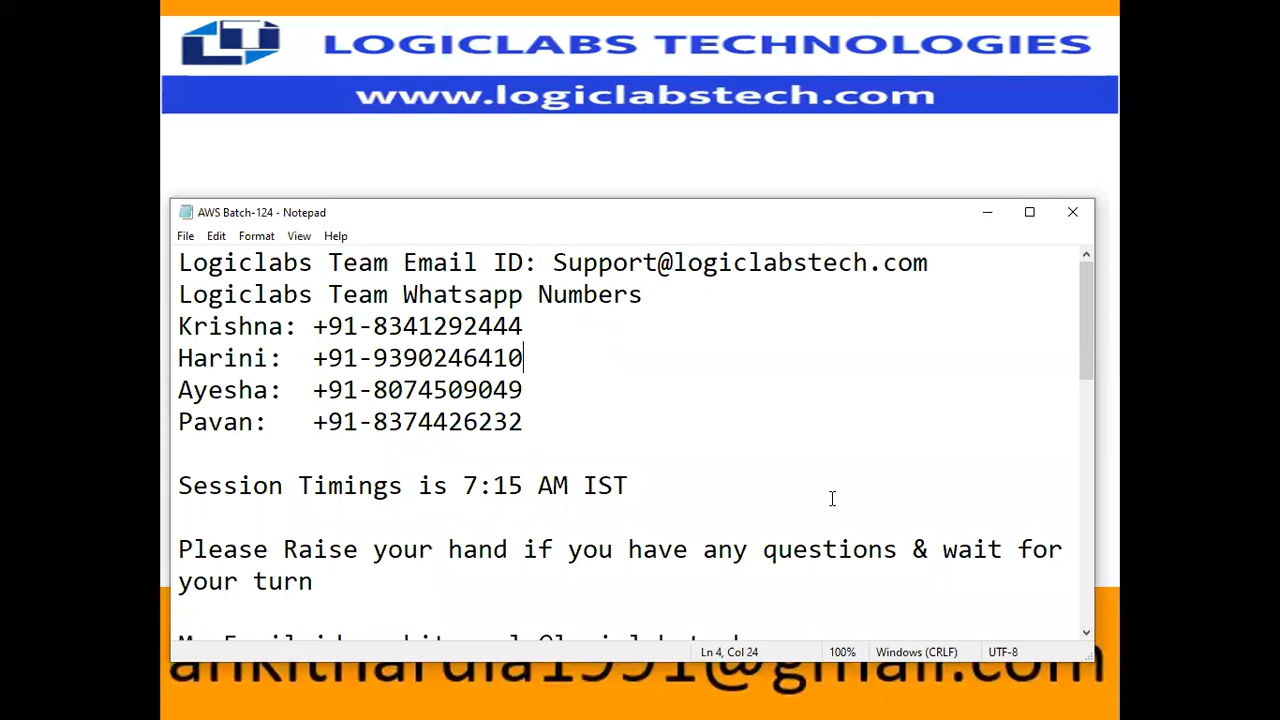 LOGICLABS TECHNOLOGIES
www.logiclabstech.com
AWS Batch-124 - Notepad
File Edit Format View Help
Logiclabs Team Email ID: Support@logiclabstech.com
Logiclabs Team Whatsapp Numbers
Krishna: +91-8341292444
Harini: +91-9390246410
Ayesha: +91-8074509049
Pavan: +91-8374426232
Session Timings is 7:15 AM IST
Please Raise your hand if you have any questions & wait for
your turn
Ln 4, Col 24 100% Windows (CRLF) UTF-8